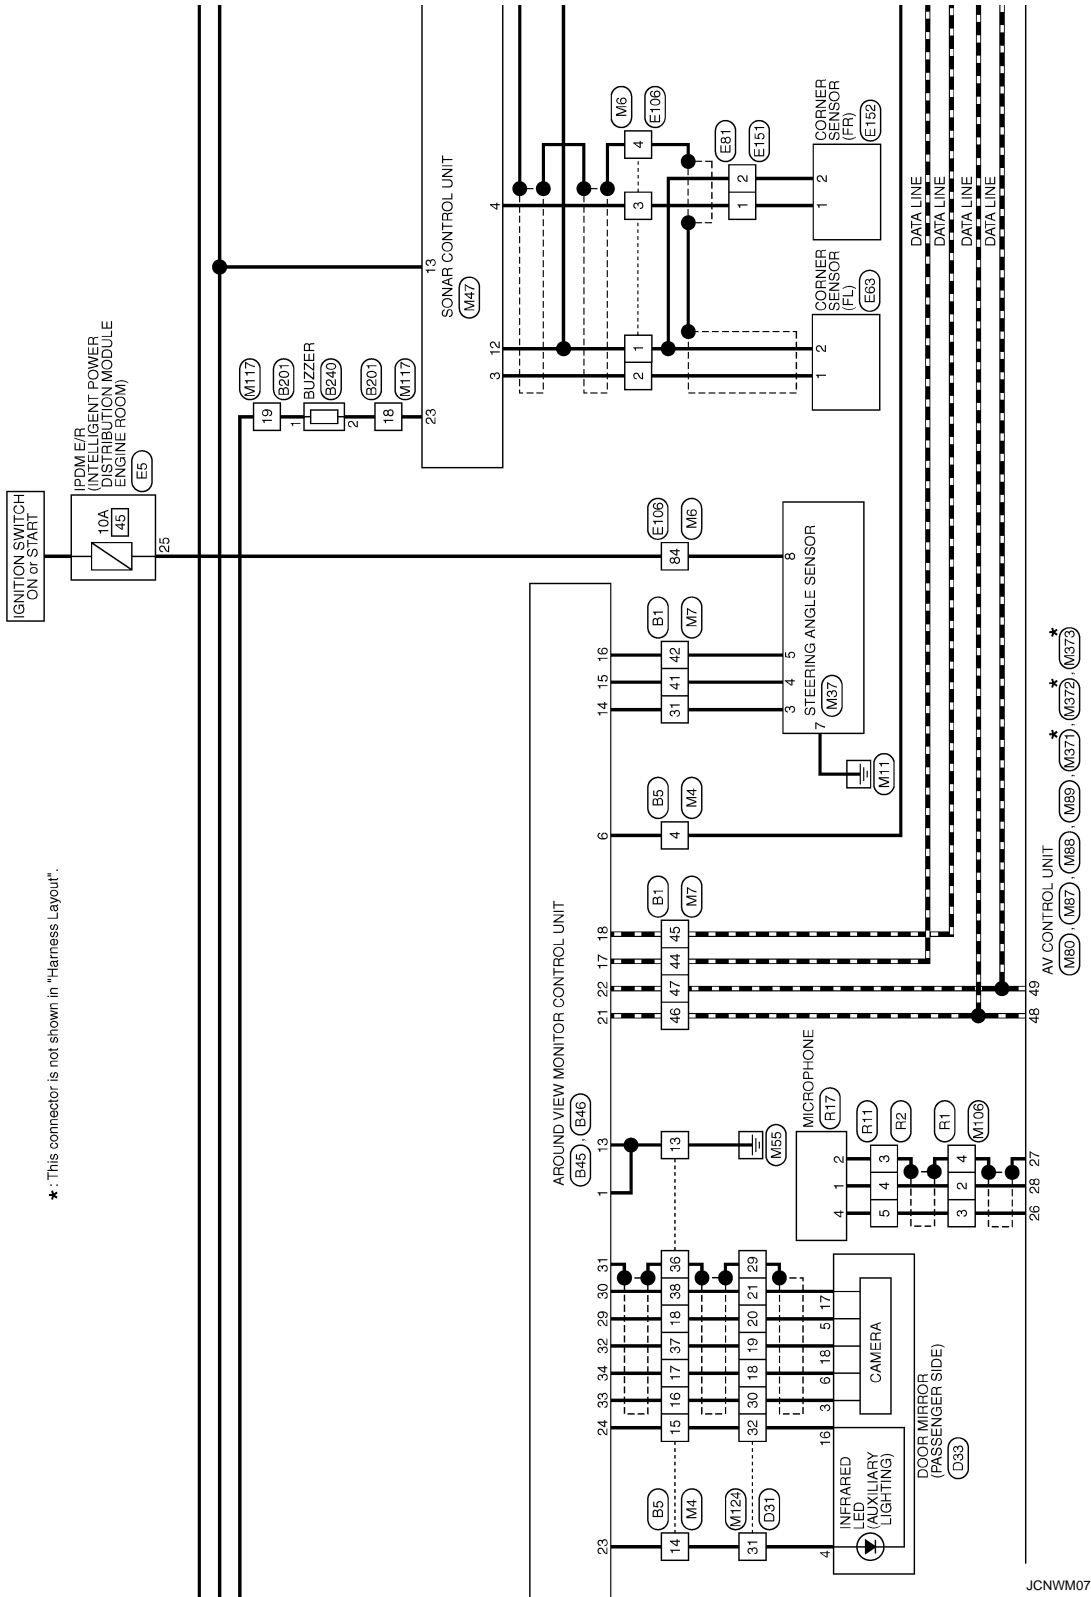 IGNITION SWITCH
ON or START
IPDM E/R
(INTELLIGENT POWER
DISTRIBUTION MODULE
ENGINE ROOM)
E5
10A
45
25
*: This connector is not shown in "Harness Layout".
M117
B201
19
1
BUZZER
B240
2
B201
M117
18
23
13
SONAR CONTROL UNIT
M47
3 12 4
M6
E106
2 1 3 4
E81
E151
1 2
1 2
CORNER
SENSOR
(FL)
E63
1 2
CORNER
SENSOR
(FR)
E152
AROUND VIEW MONITOR CONTROL UNIT
B45, B46
23 24 33 34 32 29 30 31 1 13 21 22 17 18 6 14 15 16
B5
M4
14 15 16 17 37 18 38 36 13
M55
M124
D31
31 32 30 18 19 20 21 29
4 16 3 6 18 5 17
INFRARED
LED
(AUXILIARY
LIGHTING)
CAMERA
DOOR MIRROR
(PASSENGER SIDE)
D33
B1
M7
46 47 44 45
B5
M4
4
B1
M7
31 41 42
E106
M6
84
3 4 5 8
STEERING ANGLE SENSOR
M37
7
M11
MICROPHONE
R17
4 1 2
R11
R2
5 4 3
R1
M106
3 2 4
26 28 27 48 49
DATA LINE
DATA LINE
DATA LINE
DATA LINE
AV CONTROL UNIT
M80, M87, M88, M89, M371*, M372*, M373*
JCNWM07